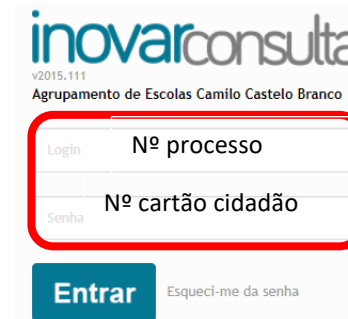 inovarconsulta
v2015.111
Agrupamento de Escolas Camilo Castelo Branco
Login
Nº processo
Nº cartão cidadão
Senha
Entrar
Esqueci-me da senha